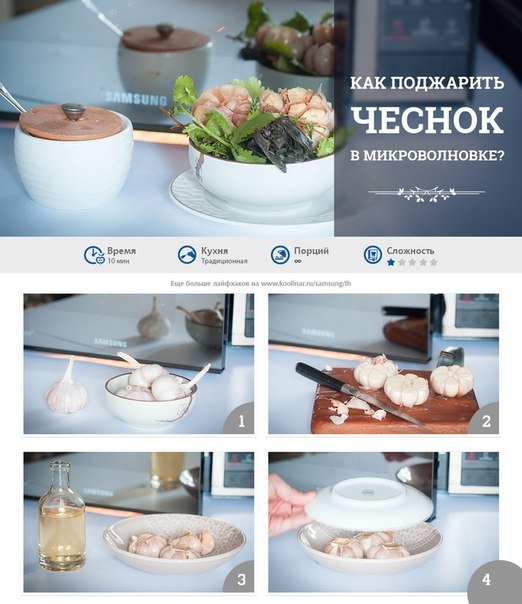 КАК ПОДЖАРИТЬ
ЧЕСНОК
В МИКРОВОЛНОВКЕ?
SAMSUNG
Время
10 мин
Кухня
Традиционная
Порций
∞
Сложность
Еще больше лайфхаков на www.koolinar.ru/samsung/lh
SAMSUNG
1
2
3
4